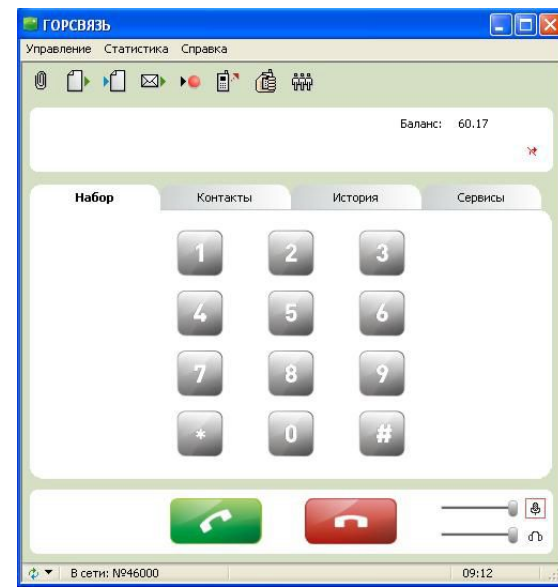 ГОРСВЯЗЬ
Управление Статистика Справка
Баланс: 60.17
Набор Контакты История Сервисы
1 2 3
4 5 6
7 8 9
* 0 #
В сети: №46000 09:12